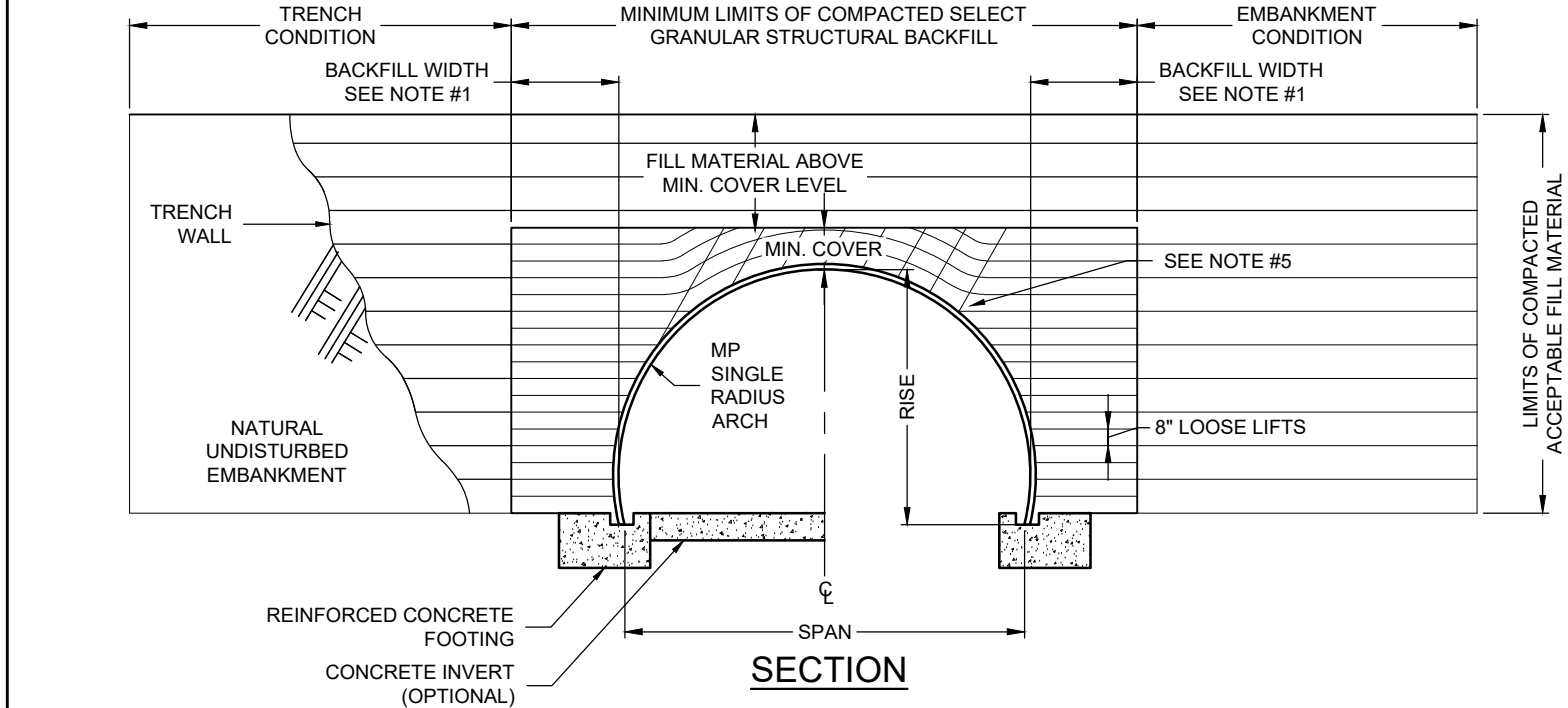 TRENCH
CONDITION
MINIMUM LIMITS OF COMPACTED SELECT
GRANULAR STRUCTURAL BACKFILL
EMBANKMENT
CONDITION
BACKFILL WIDTH
SEE NOTE #1
BACKFILL WIDTH
SEE NOTE #1
FILL MATERIAL ABOVE
MIN. COVER LEVEL
TRENCH
WALL
MIN. COVER
SEE NOTE #5
LIMITS OF COMPACTED
ACCEPTABLE FILL MATERIAL
MP
SINGLE
RADIUS
ARCH
RISE
8" LOOSE LIFTS
NATURAL
UNDISTURBED
EMBANKMENT
CL
REINFORCED CONCRETE
FOOTING
SPAN
CONCRETE INVERT
(OPTIONAL)
SECTION